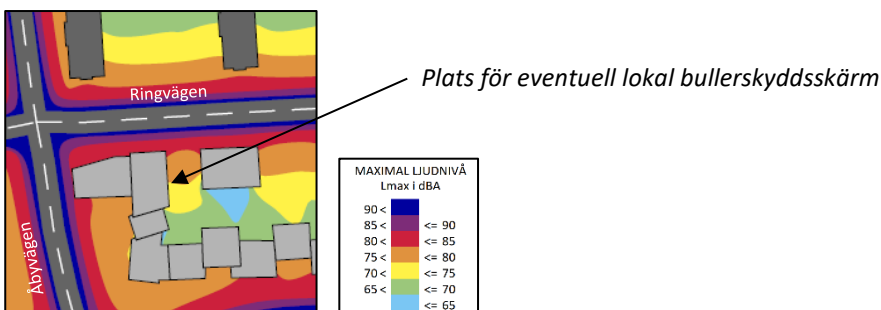 Plats för eventuell lokal bullerskyddsskärm
Ringvägen
Åbyvägen
MAXIMAL LJUDNIVÅ
Lmax i dBA
90 <
85 < <= 90
80 < <= 85
75 < <= 80
70 < <= 75
65 < <= 70
<= 65